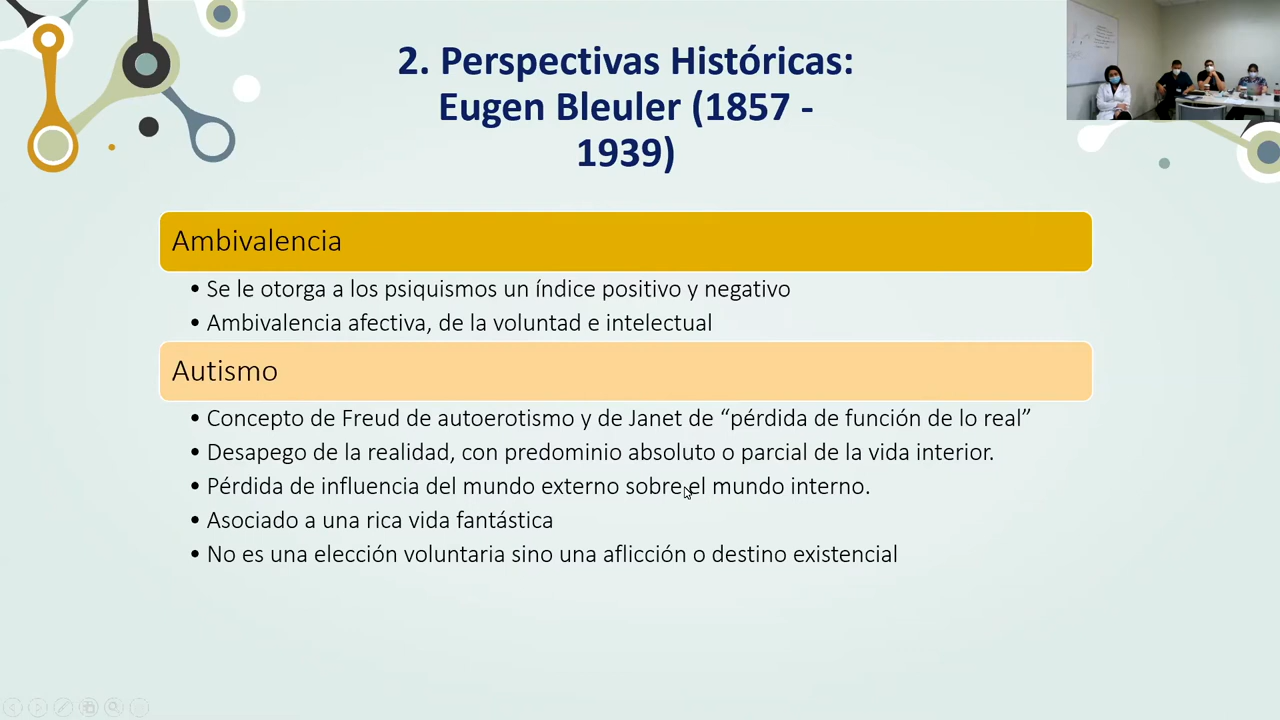 2. Perspectivas Históricas:
Eugen Bleuler (1857 -
1939)
Ambivalencia
• Se le otorga a los psiquismos un índice positivo y negativo
• Ambivalencia afectiva, de la voluntad e intelectual
Autismo
• Concepto de Freud de autoerotismo y de Janet de “pérdida de función de lo real”
• Desapego de la realidad, con predominio absoluto o parcial de la vida interior.
• Pérdida de influencia del mundo externo sobre el mundo interno.
• Asociado a una rica vida fantástica
• No es una elección voluntaria sino una aflicción o destino existencial